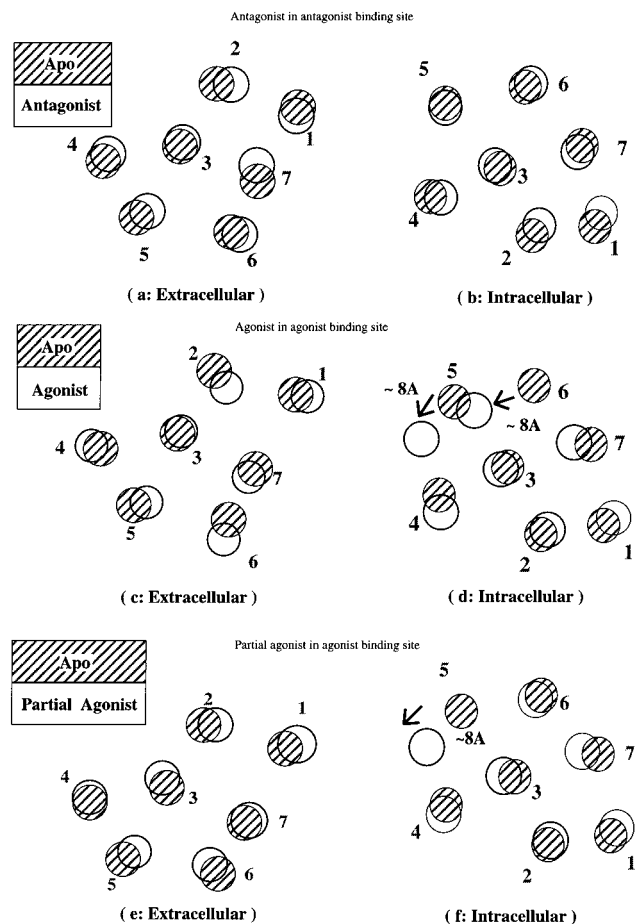 Antagonist in antagonist binding site
Apo
Antagonist
2
1
4
3
7
5
6
5
6
7
3
4
2
1
( a: Extracellular )
( b: Intracellular )
Agonist in agonist binding site
Apo
Agonist
2
1
4
3
7
5
6
5
6
~ 8A
~ 8A
7
3
4
2
1
( c: Extracellular )
( d: Intracellular )
Partial agonist in agonist binding site
Apo
Partial Agonist
2
1
4
3
7
5
6
5
6
~8A
7
3
4
2
1
( e: Extracellular )
( f: Intracellular )